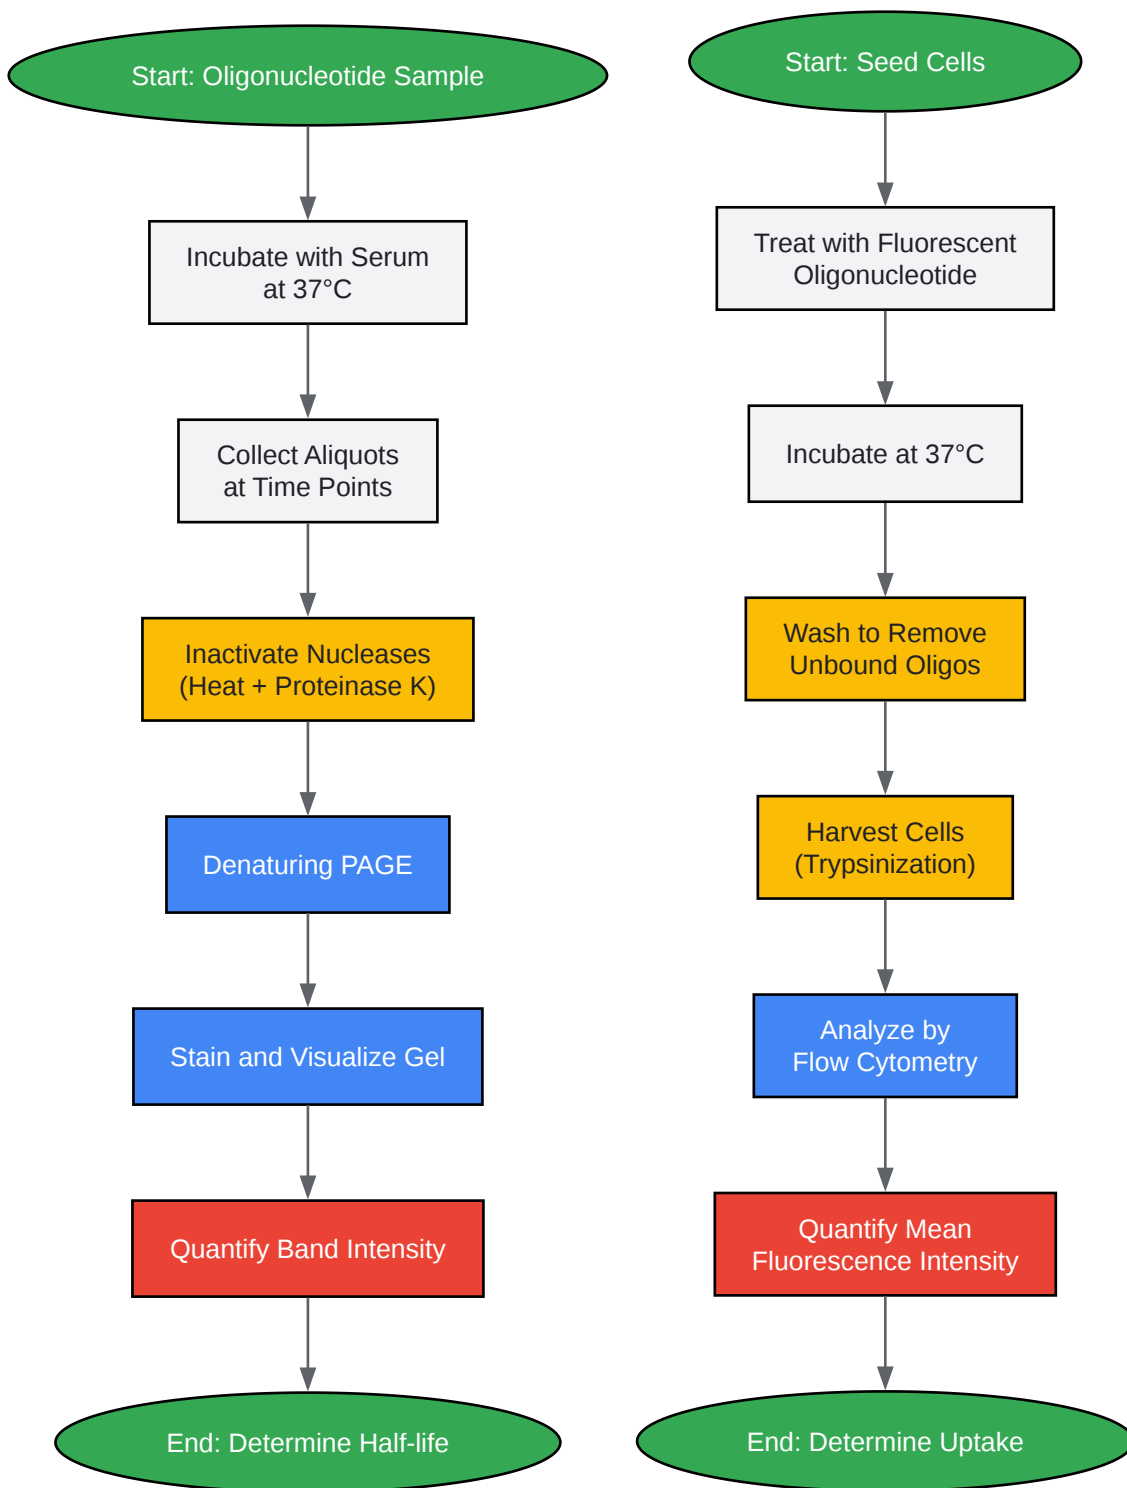 Start: Oligonucleotide Sample
Incubate with Serum
at 37°C
Collect Aliquots
at Time Points
Inactivate Nucleases
(Heat + Proteinase K)
Denaturing PAGE
Stain and Visualize Gel
Quantify Band Intensity
End: Determine Half-life
Start: Seed Cells
Treat with Fluorescent
Oligonucleotide
Incubate at 37°C
Wash to Remove
Unbound Oligos
Harvest Cells
(Trypsinization)
Analyze by
Flow Cytometry
Quantify Mean
Fluorescence Intensity
End: Determine Uptake